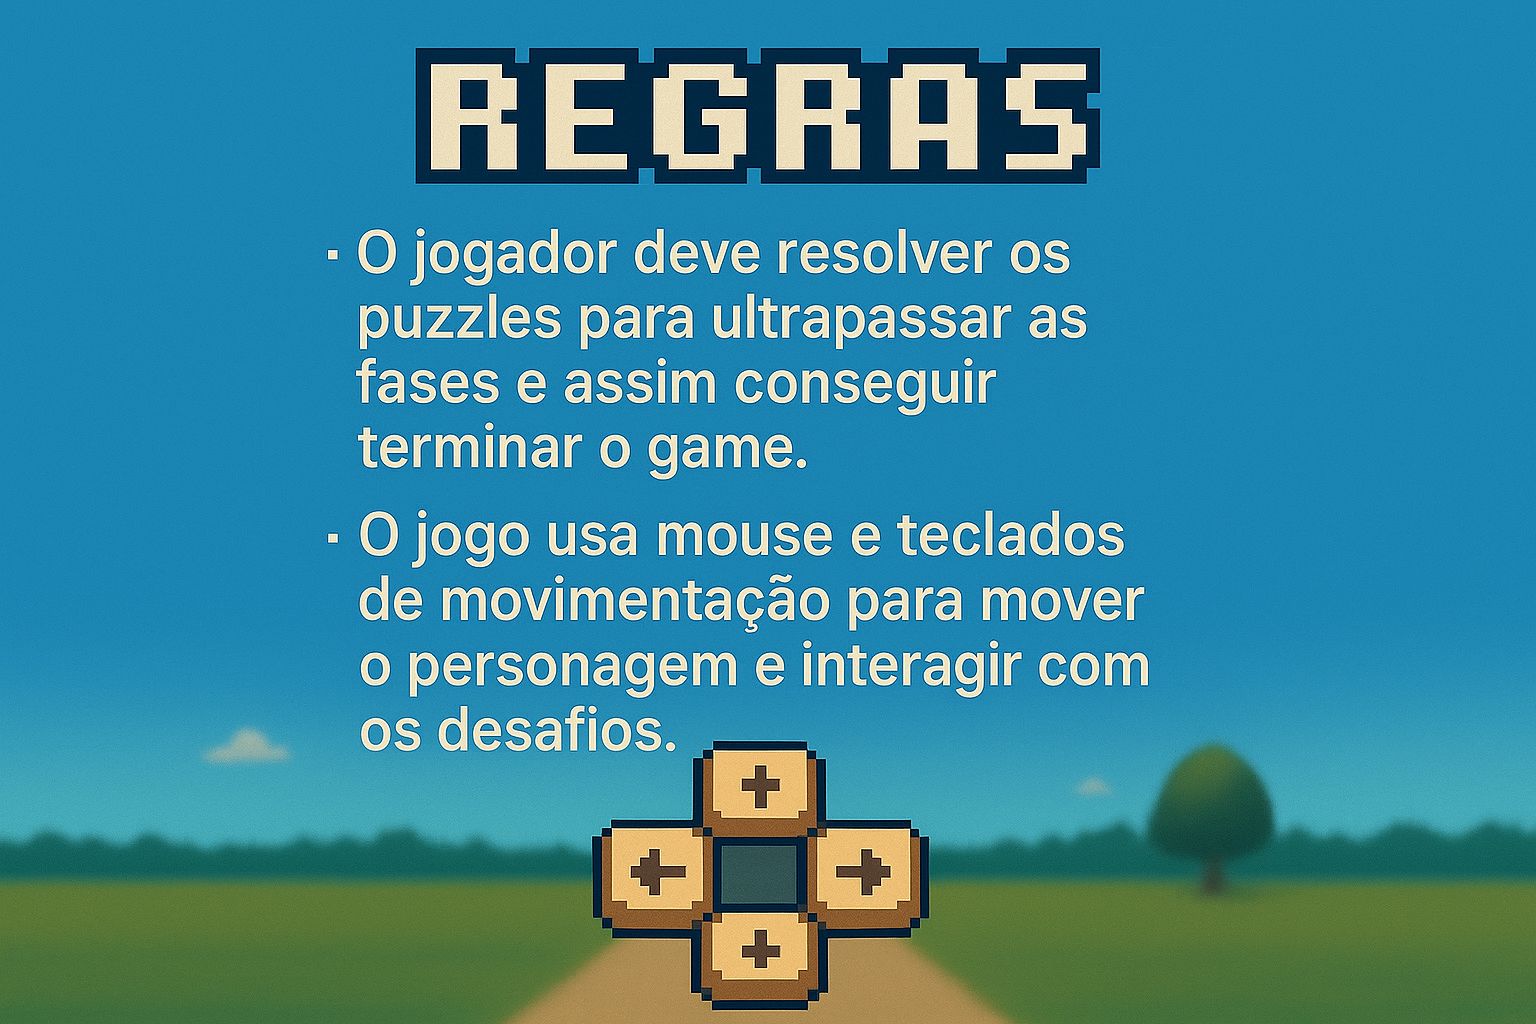 REGRAS
· O jogador deve resolver os
puzzles para ultrapassar as
fases e assim conseguir
terminar o game.
· O jogo usa mouse e teclados
de movimentação para mover
o personagem e interagir com
os desafios.